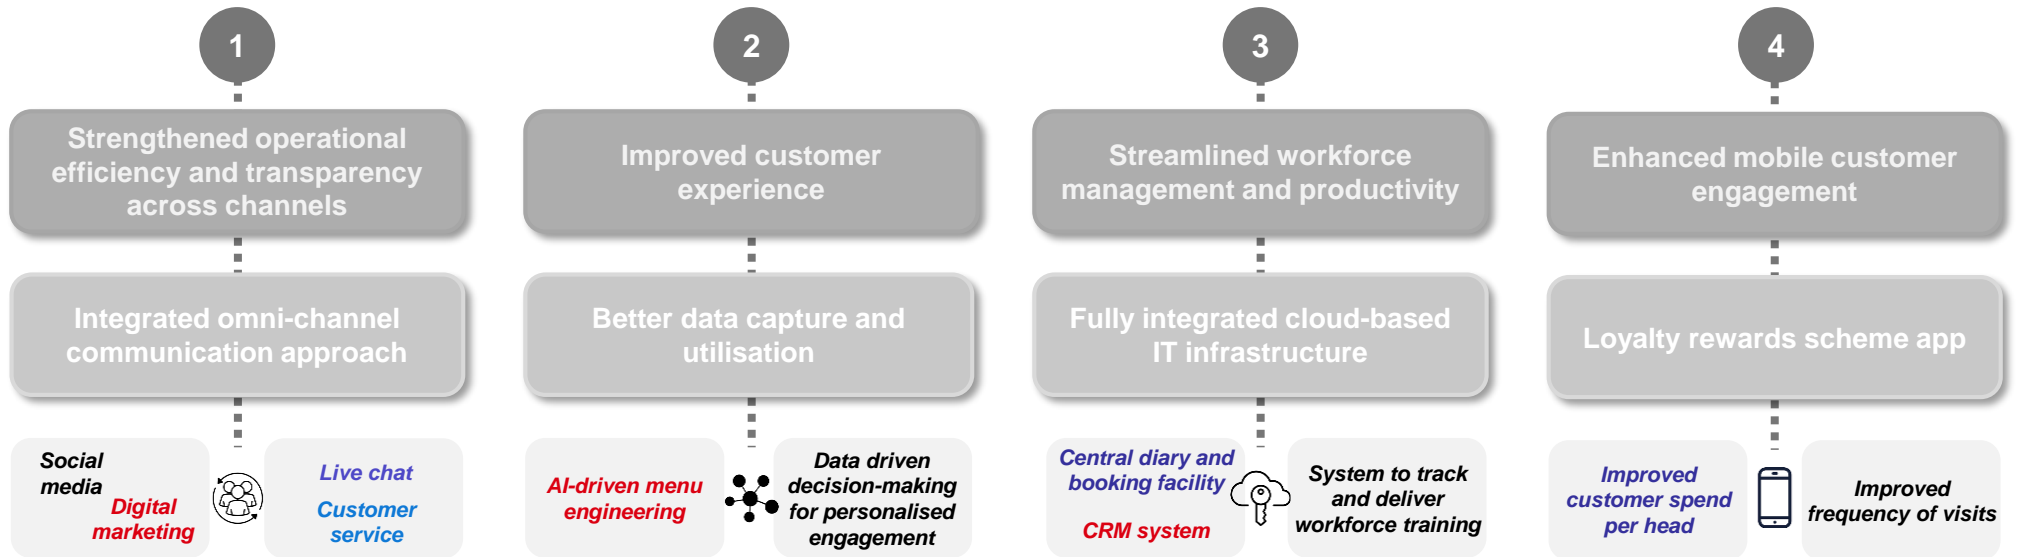 1
Strengthened operational
efficiency and transparency
across channels
Integrated omni-channel
communication approach
Social
media
Digital
marketing
Live chat
Customer
service
2
Improved customer
experience
Better data capture and
utilisation
AI-driven menu
engineering
Data driven
decision-making
for personalised
engagement
3
Streamlined workforce
management and productivity
Fully integrated cloud-based
IT infrastructure
Central diary and
booking facility
CRM system
System to track
and deliver
workforce training
4
Enhanced mobile customer
engagement
Loyalty rewards scheme app
Improved
customer spend
per head
Improved
frequency of visits